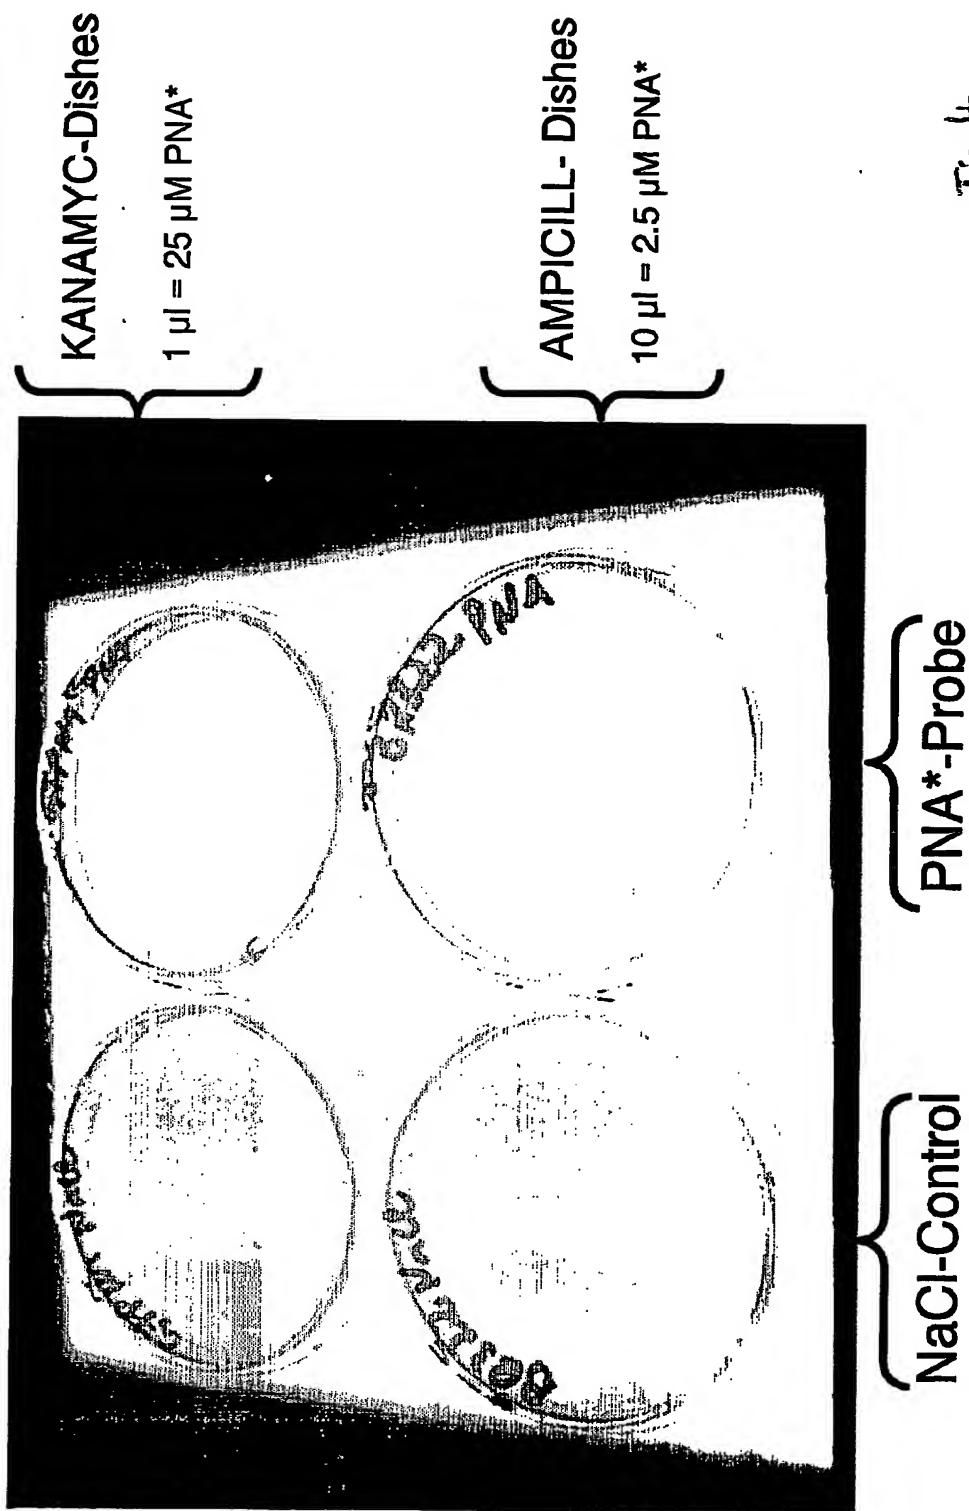 KANAMYC-Dishes
1 µl = 25 µM PNA*
AMPICILL- Dishes
10 µl = 2.5 µM PNA*
PNA
NaCl-Control
PNA*-Probe